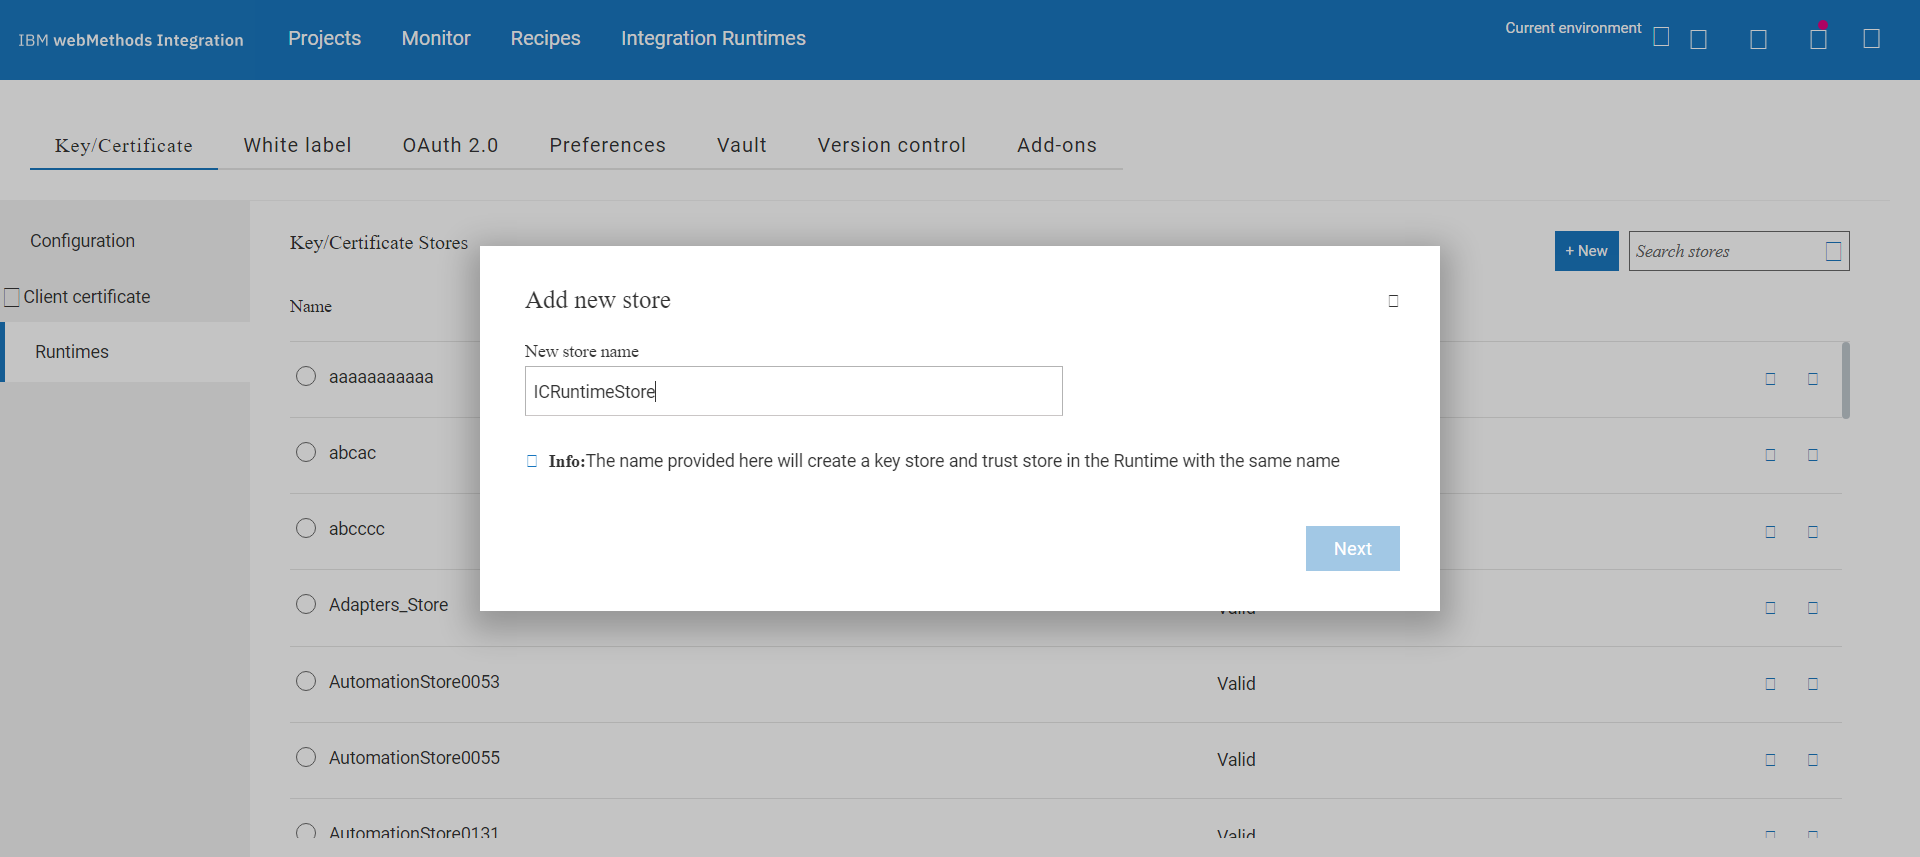 IBM webMethods Integration
Projects
Monitor
Recipes
Integration Runtimes
Current environment
Key/Certificate
White label
OAuth 2.0
Preferences
Vault
Version control
Add-ons
Configuration
Client certificate
Runtimes
Key/Certificate Stores
+ New
Search stores
Name
Add new store
New store name
ICRuntimeStore
Info:The name provided here will create a key store and trust store in the Runtime with the same name
Next
aaaaaaaaaaa
abcac
abcccc
Adapters_Store
Valid
AutomationStore0053
Valid
AutomationStore0055
Valid
AutomationStore0131
Valid